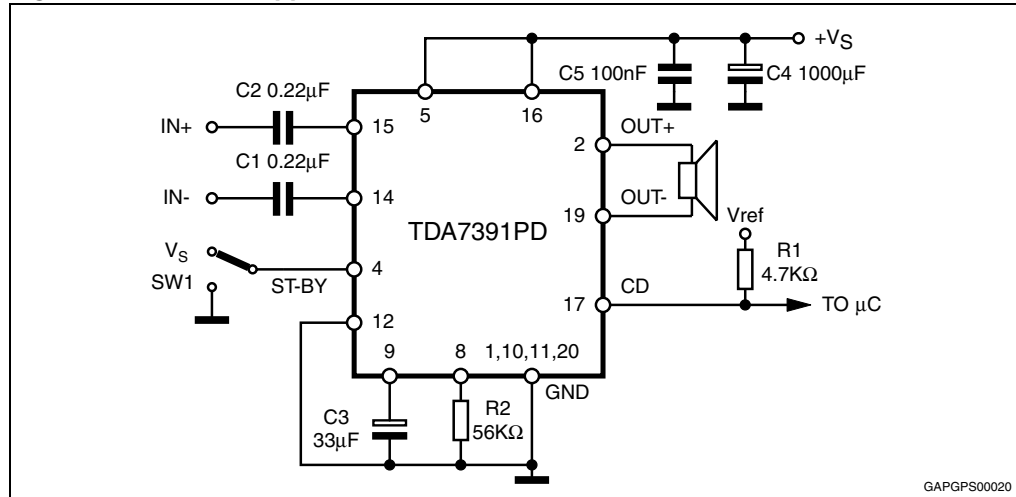 +VS
C5 100nF
C4 1000μF
C2 0.22μF
5
16
IN+
15
OUT+
2
C1 0.22μF
IN-
14
OUT-
19
TDA7391PD
Vref
VS
R1
4.7KΩ
SW1
ST-BY
4
CD
17
TO μC
12
9
8
1,10,11,20
GND
C3
33μF
R2
56KΩ
GAPGPS00020